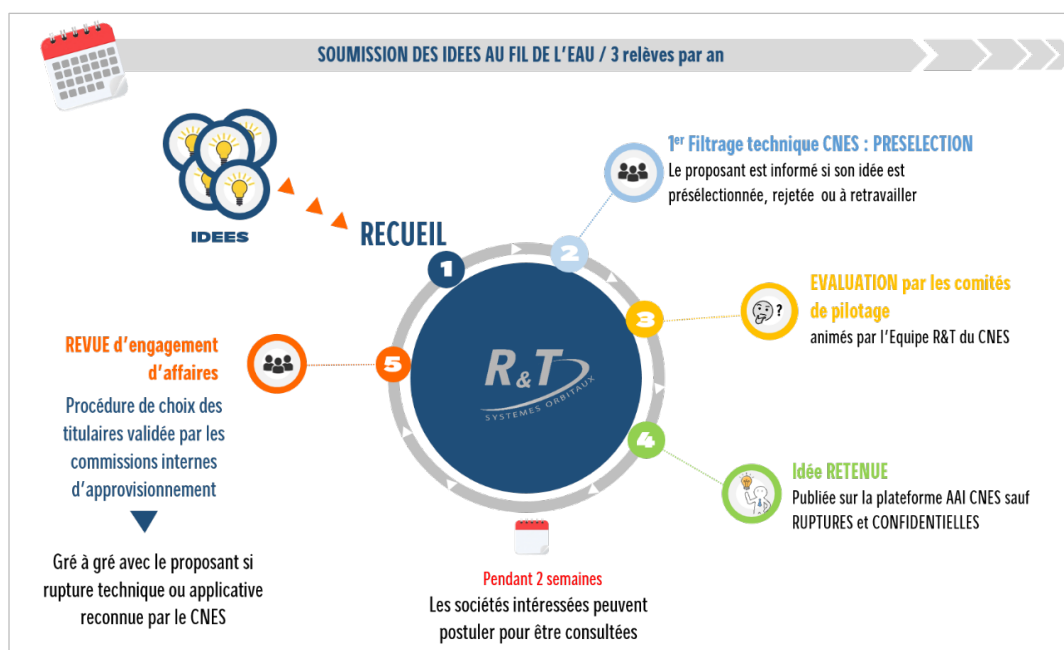 SOUMISSION DES IDEES AU FIL DE L'EAU / 3 relèves par an
IDEES
RECUEIL
1
2
1er Filtrage technique CNES : PRESELECTION
Le proposant est informé si son idée est
présélectionnée, rejetée ou à retravailler
3
?
EVALUATION par les comités
de pilotage
animés par l'Equipe R&T du CNES
4
Idée RETENUE
Publiée sur la plateforme AAI CNES sauf
RUPTURES et CONFIDENTIELLES
R&T
SYSTEMES ORBITAUX
Pendant 2 semaines
Les sociétés intéressées peuvent
postuler pour être consultées
5
REVUE d'engagement
d'affaires
Procédure de choix des
titulaires validée par les
commissions internes
d'approvisionnement
Gré à gré avec le proposant si
rupture technique ou applicative
reconnue par le CNES